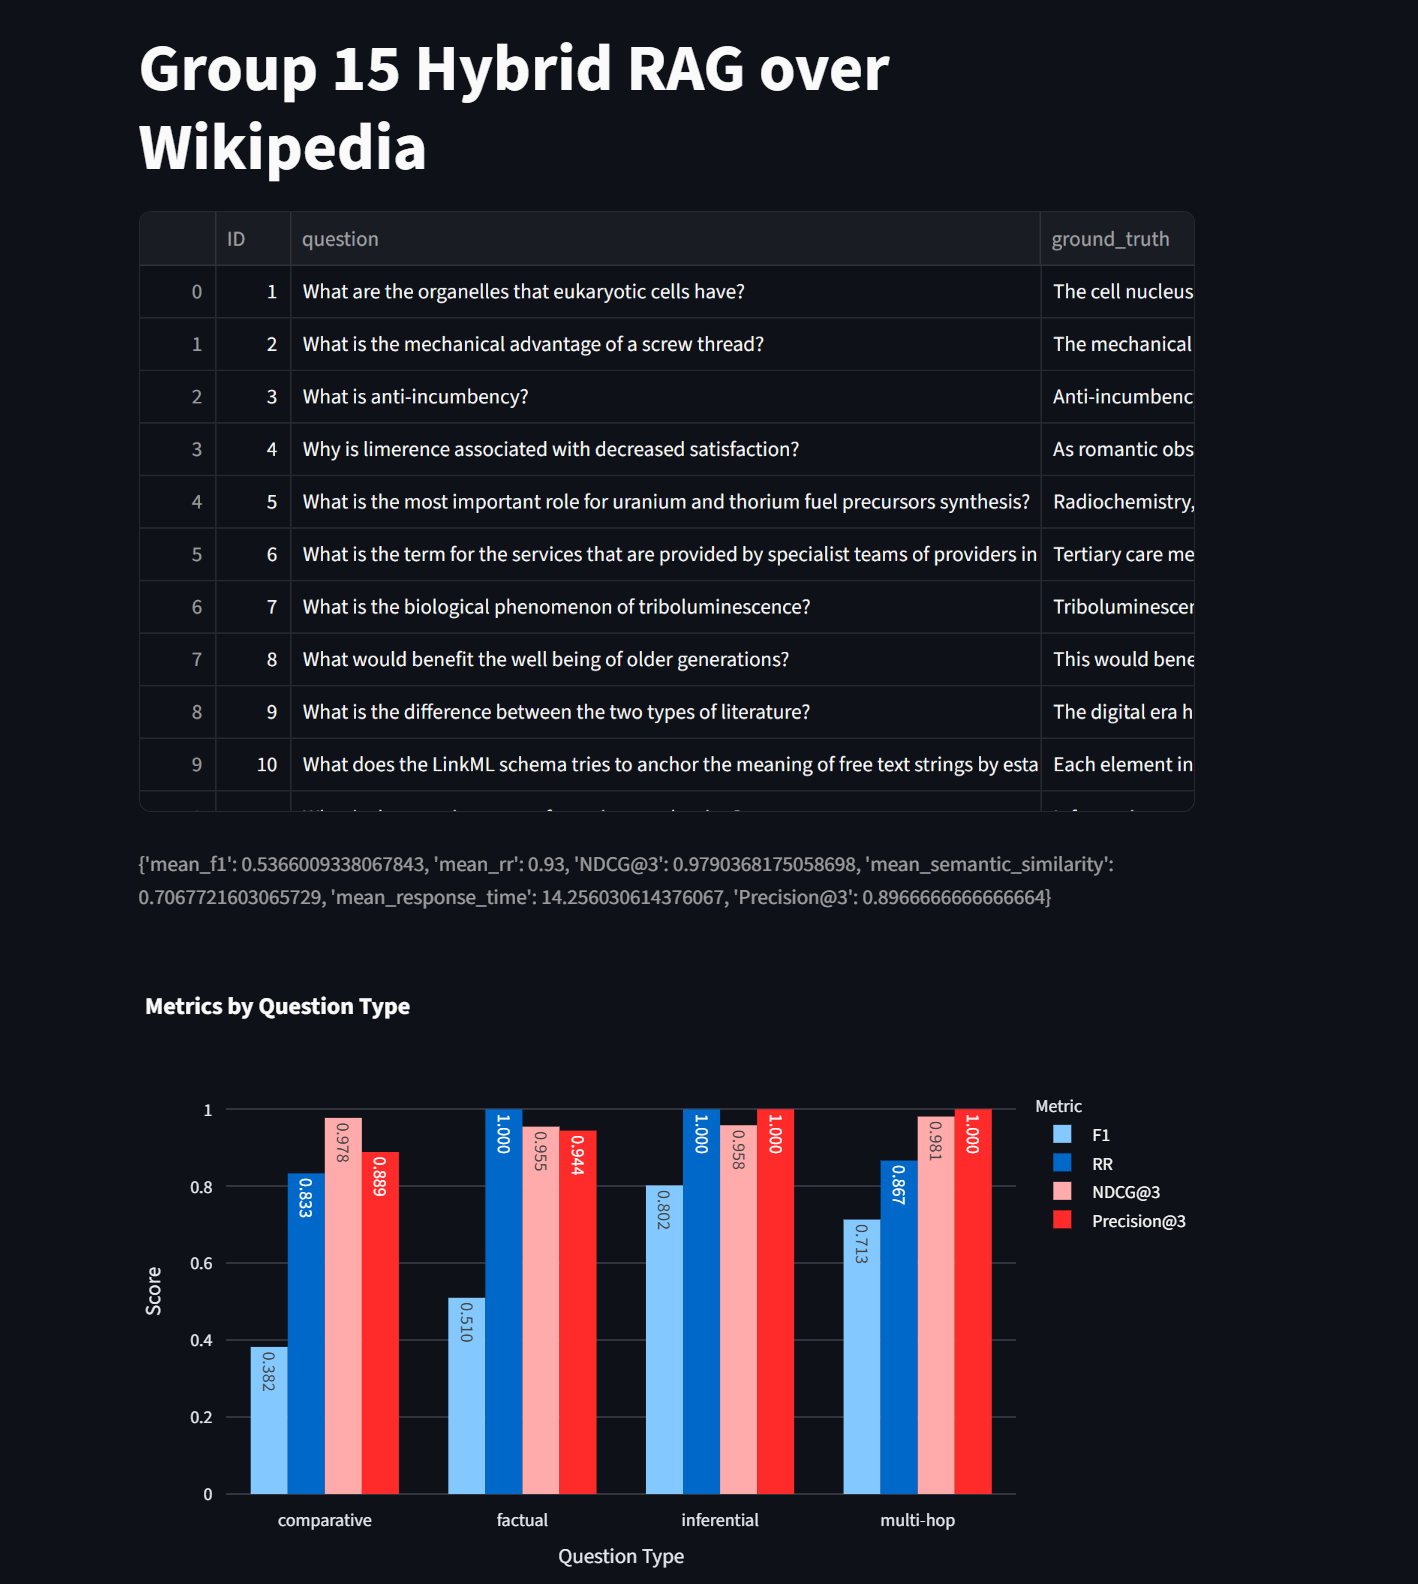 Group 15 Hybrid RAG over
Wikipedia
ID question ground_truth
0 1 What are the organelles that eukaryotic cells have? The cell nucleus
1 2 What is the mechanical advantage of a screw thread? The mechanical
2 3 What is anti-incumbency? Anti-incumbenc
3 4 Why is limerence associated with decreased satisfaction? As romantic obs
4 5 What is the most important role for uranium and thorium fuel precursors synthesis? Radiochemistry,
5 6 What is the term for the services that are provided by specialist teams of providers in Tertiary care me
6 7 What is the biological phenomenon of triboluminescence? Triboluminescer
7 8 What would benefit the well being of older generations? This would bene
8 9 What is the difference between the two types of literature? The digital era h
9 10 What does the LinkML schema tries to anchor the meaning of free text strings by esta Each element in
{'mean_f1': 0.5366009338067843, 'mean_rr': 0.93, 'NDCG@3': 0.9790368175058698, 'mean_semantic_similarity':
0.7067721603065729, 'mean_response_time': 14.256030614376067, 'Precision@3': 0.8966666666666664}
Metrics by Question Type
Metric
F1
RR
NDCG@3
Precision@3
Score
1
0.8
0.6
0.4
0.2
0
0.382 0.833 0.978 0.889
0.510 1.000 0.955 0.944
0.802 1.000 0.958 1.000
0.713 0.867 0.981 1.000
comparative factual inferential multi-hop
Question Type